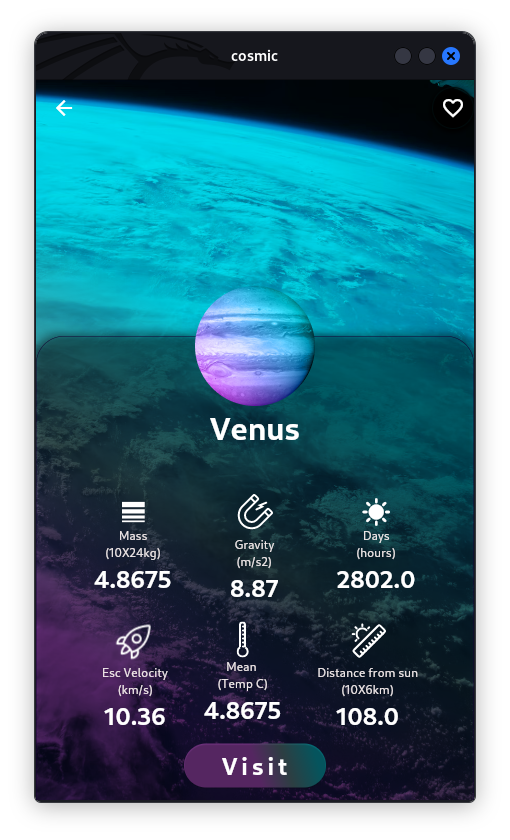 cosmic
Venus
Mass
(10X24kg)
4.8675
Gravity
(m/s2)
8.87
Days
(hours)
2802.0
Esc Velocity
(km/s)
10.36
Mean
(Temp C)
4.8675
Distance from sun
(10X6km)
108.0
Visit